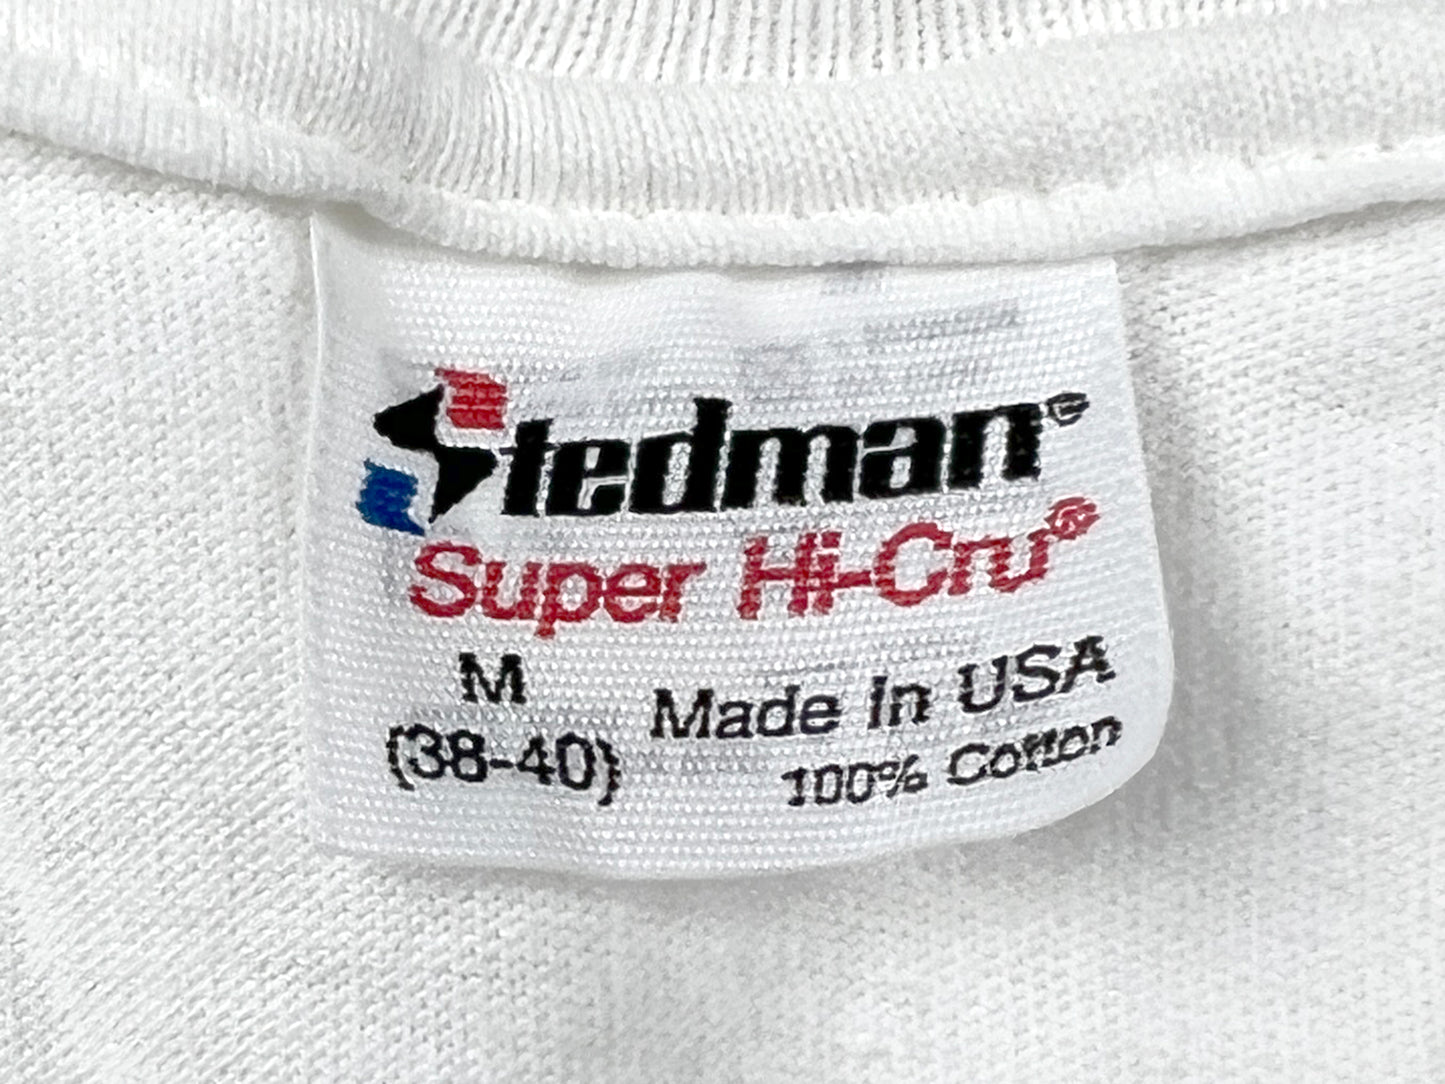 Stedman®
Super Hi-Cru®
M
(38-40)
Made in USA
100% Cotton